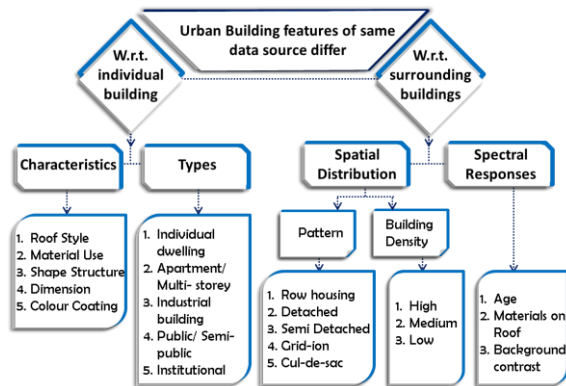 Urban Building features of same
data source differ
W.r.t.
individual
building
W.r.t.
surrounding
buildings
Characteristics
Types
Spatial
Distribution
Spectral
Responses
Pattern
Building
Density
1. Roof Style
2. Material Use
3. Shape Structure
4. Dimension
5. Colour Coating
1. Individual
dwelling
2. Apartment/
Multi- storey
3. Industrial
building
4. Public/ Semi-
public
5. Institutional
1. Row housing
2. Detached
3. Semi Detached
4. Grid-ion
5. Cul-de-sac
1. High
2. Medium
3. Low
1. Age
2. Materials on
Roof
3. Background
contrast